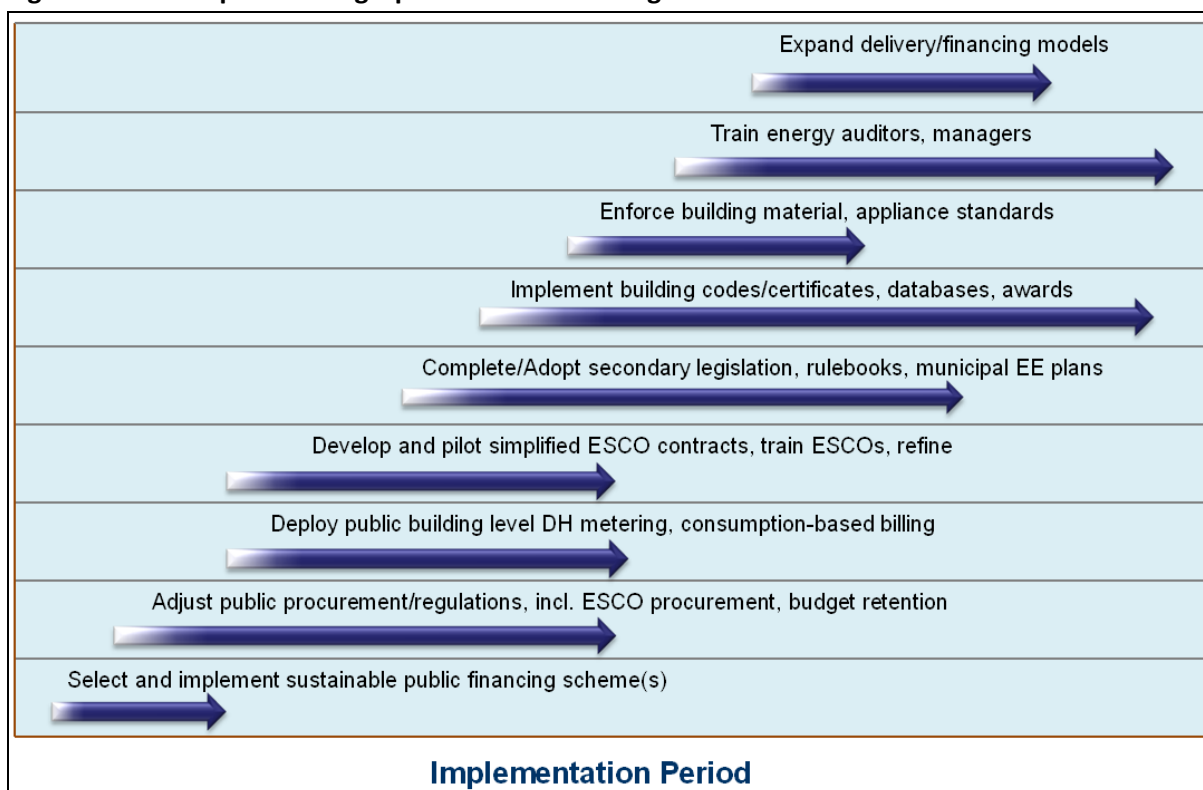 Expand delivery/financing models
Train energy auditors, managers
Enforce building material, appliance standards
Implement building codes/certificates, databases, awards
Complete/Adopt secondary legislation, rulebooks, municipal EE plans
Develop and pilot simplified ESCO contracts, train ESCOs, refine
Deploy public building level DH metering, consumption-based billing
Adjust public procurement/regulations, incl. ESCO procurement, budget retention
Select and implement sustainable public financing scheme(s)
Implementation Period